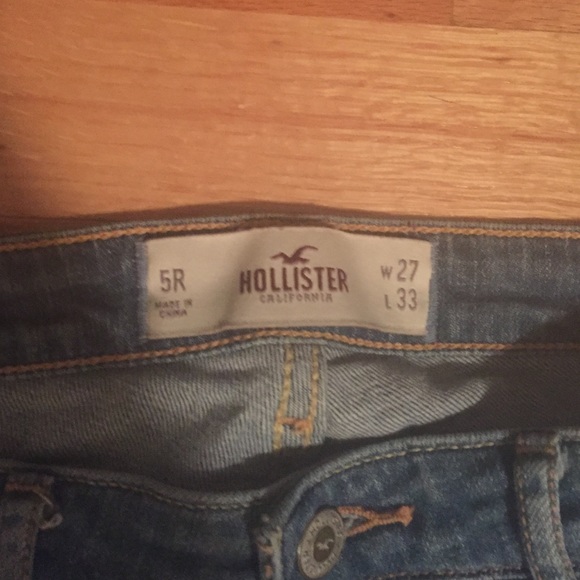 5R
MADE IN
CHINA
HOLLISTER
CALIFORNIA
W 27
L 33